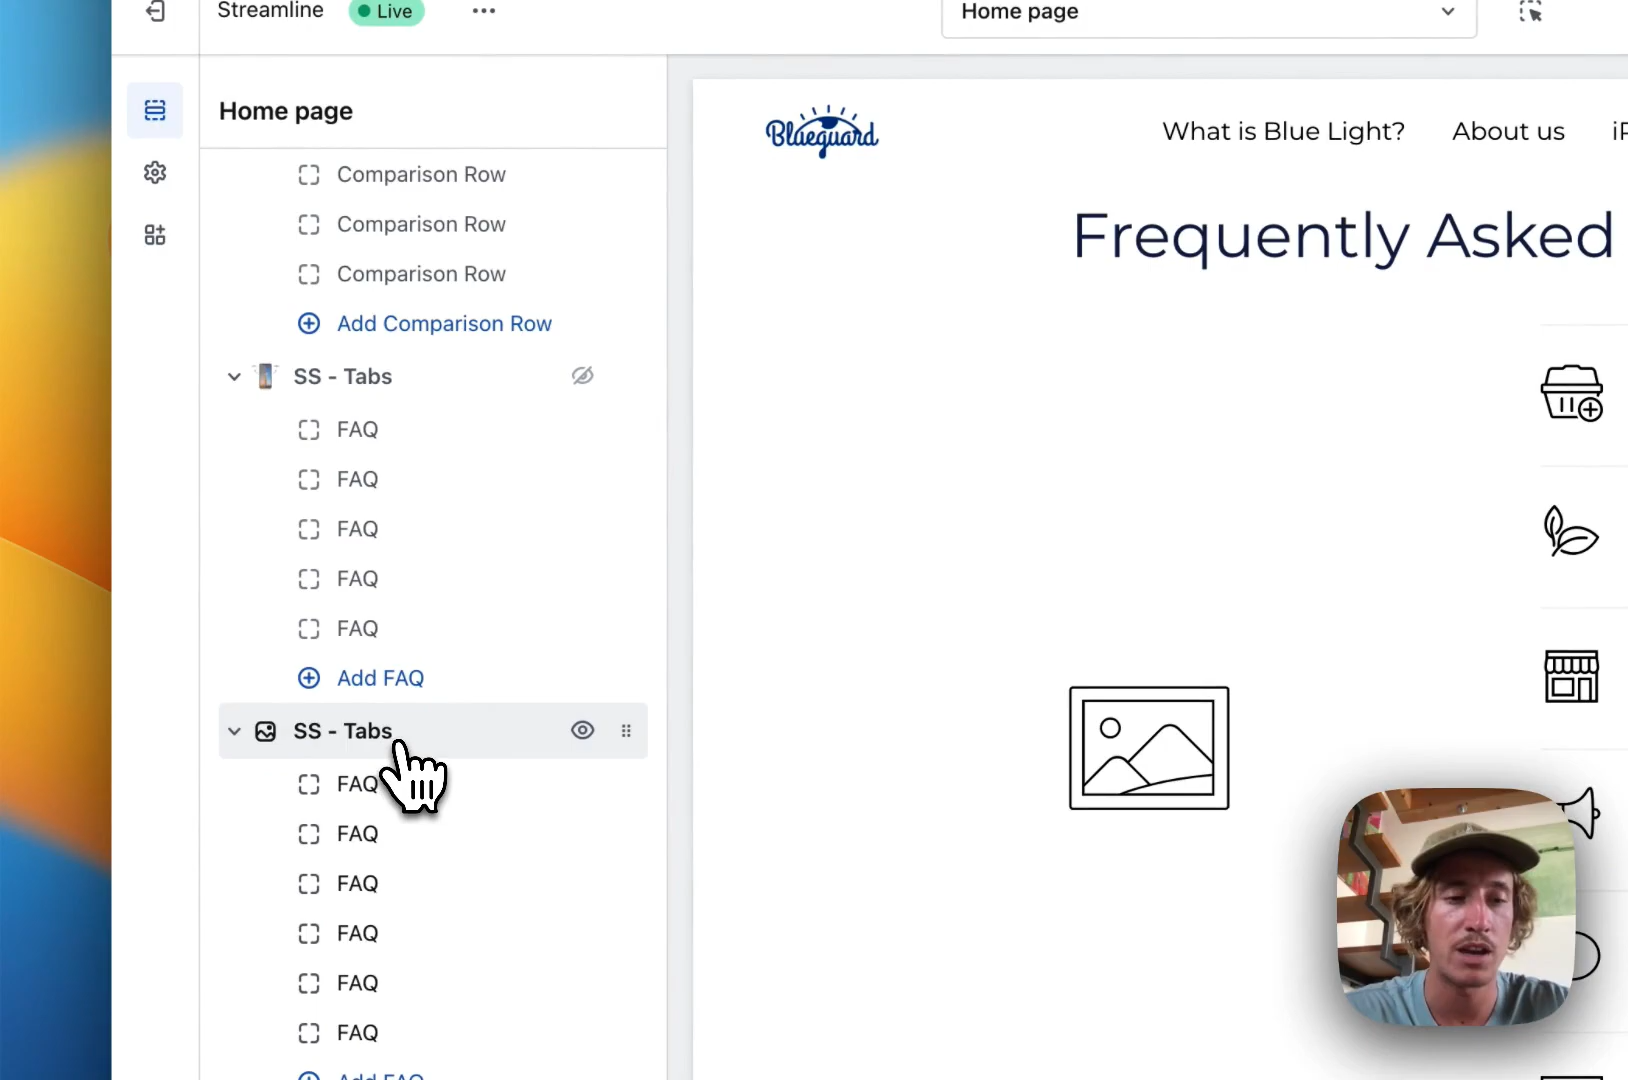 Streamline
Live
Home page
Home page
Blueguard
What is Blue Light?
About us
Frequently Asked
Comparison Row
Comparison Row
Comparison Row
Add Comparison Row
SS - Tabs
FAQ
FAQ
FAQ
FAQ
FAQ
Add FAQ
SS - Tabs
FAQ
FAQ
FAQ
FAQ
FAQ
FAQ
Add FAQ